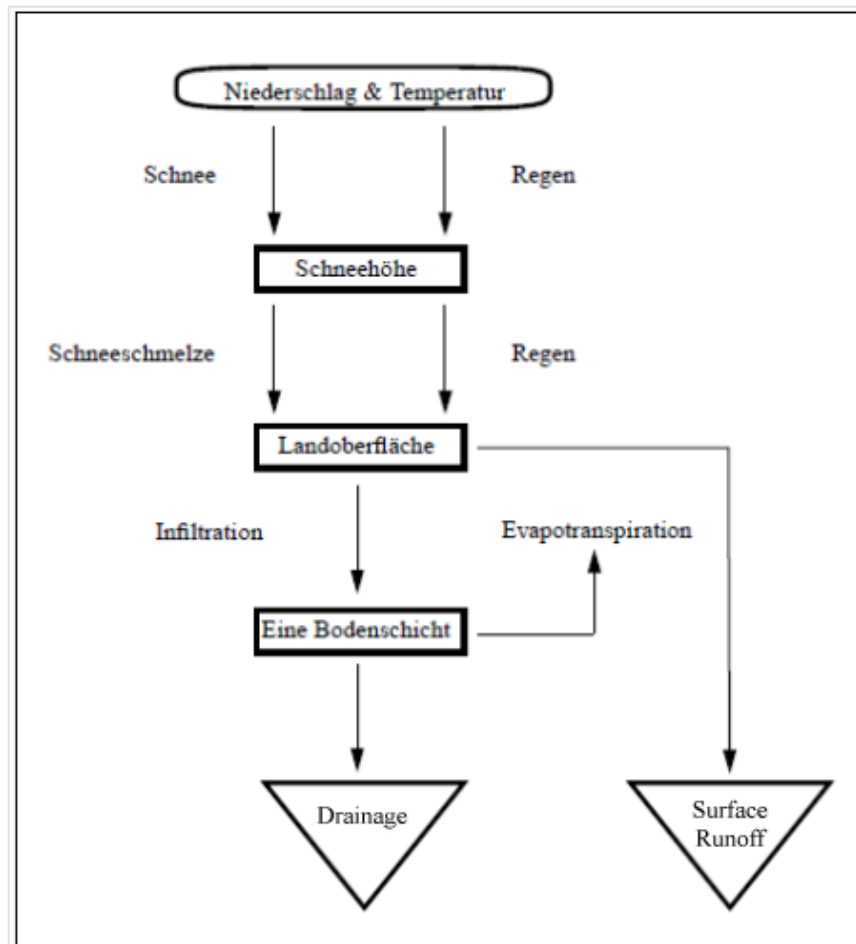 Niederschlag & Temperatur
Schnee
Regen
Schneehöhe
Schneeschmelze
Regen
Landoberfläche
Infiltration
Evapotranspiration
Eine Bodenschicht
Drainage
Surface
Runoff